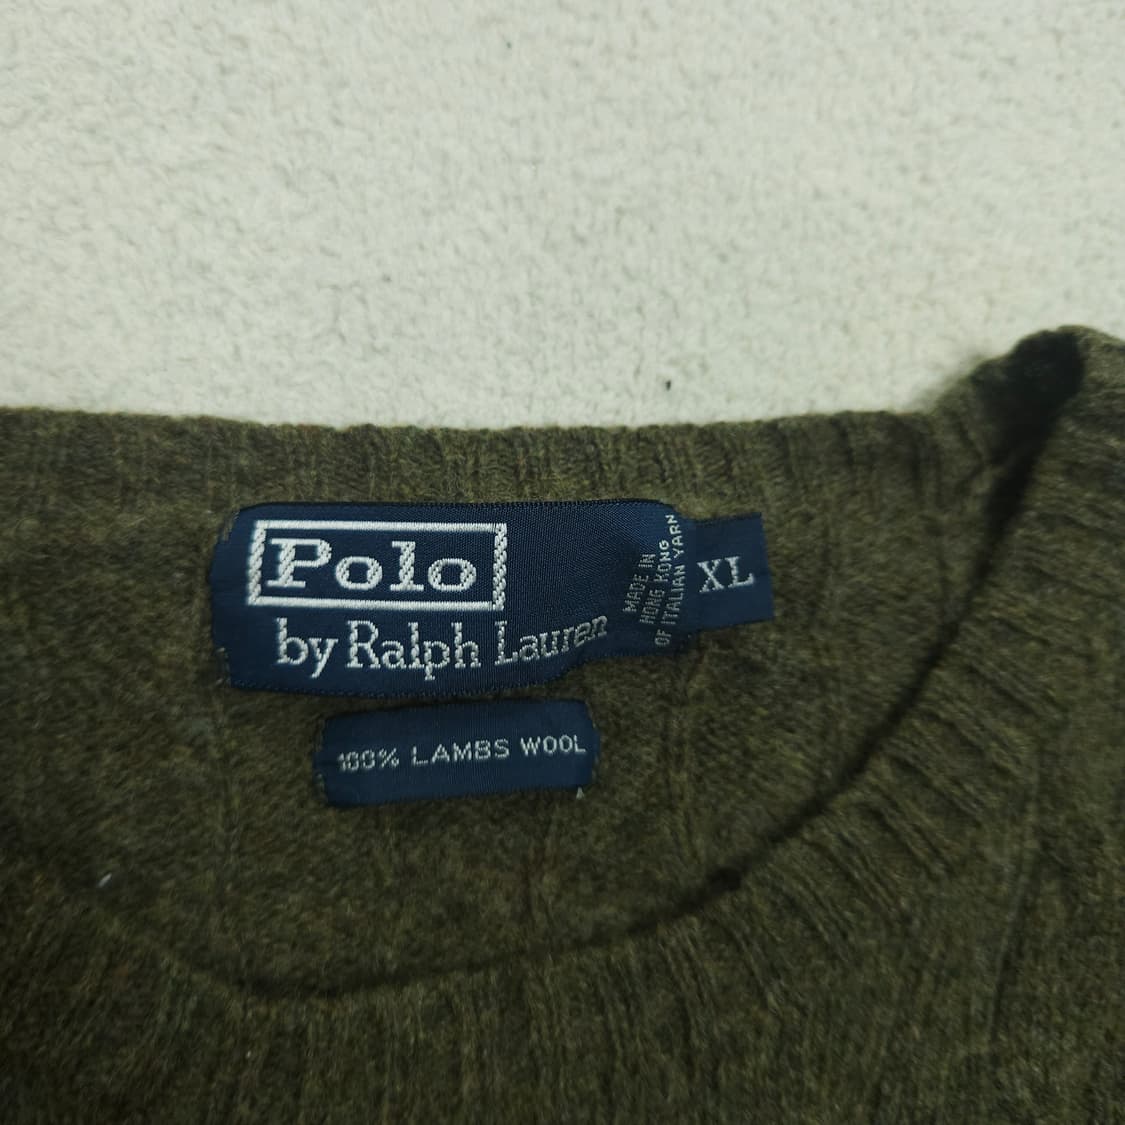 Polo
by Ralph Lauren
MADE IN
HONG KONG
OF ITALIAN YARN
XL
100% LAMBS WOOL